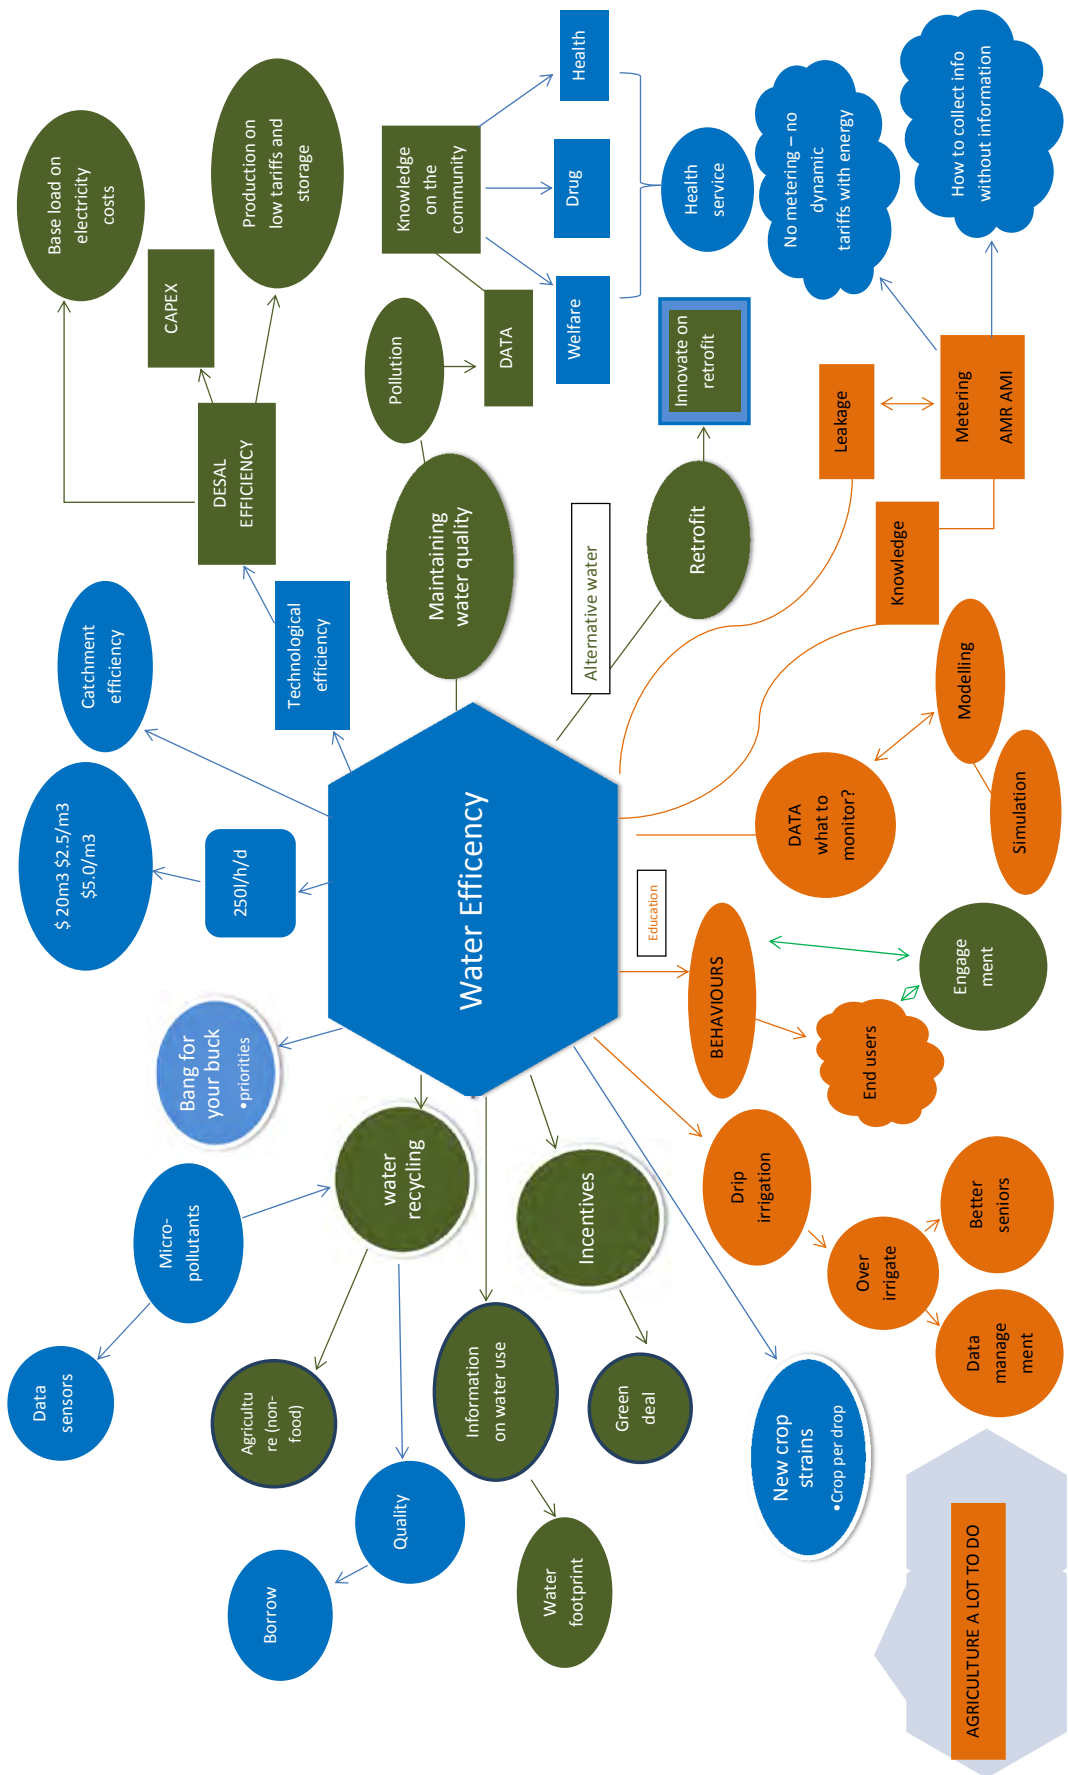 Data
sensors
Micro-
pollutants
Bang for
your buck
•priorities
$ 20m3 $2.5/m3
$5.0/m3
250l/h/d
Catchment
efficiency
Technological
efficiency
DESAL
EFFICIENCY
CAPEX
Base load on
electricity
costs
Production on
low tariffs and
storage
Borrow
Quality
Agricultu
re (non-
food)
water
recycling
Information
on water use
Water
footprint
Incentives
Green
deal
Water Efficency
Maintaining
water quality
Pollution
DATA
Knowledge
on the
community
Welfare
Drug
Health
Health
service
Alternative water
Retrofit
Innovate on
retrofit
New crop
strains
•Crop per drop
Drip
irrigation
Over
irrigate
Data
manage
ment
Better
seniors
Education
BEHAVIOURS
End users
Engage
ment
DATA
what to
monitor?
Modelling
Simulation
Knowledge
Leakage
Metering
AMR AMI
No metering – no
dynamic
tariffs with energy
How to collect info
without information
AGRICULTURE A LOT TO DO